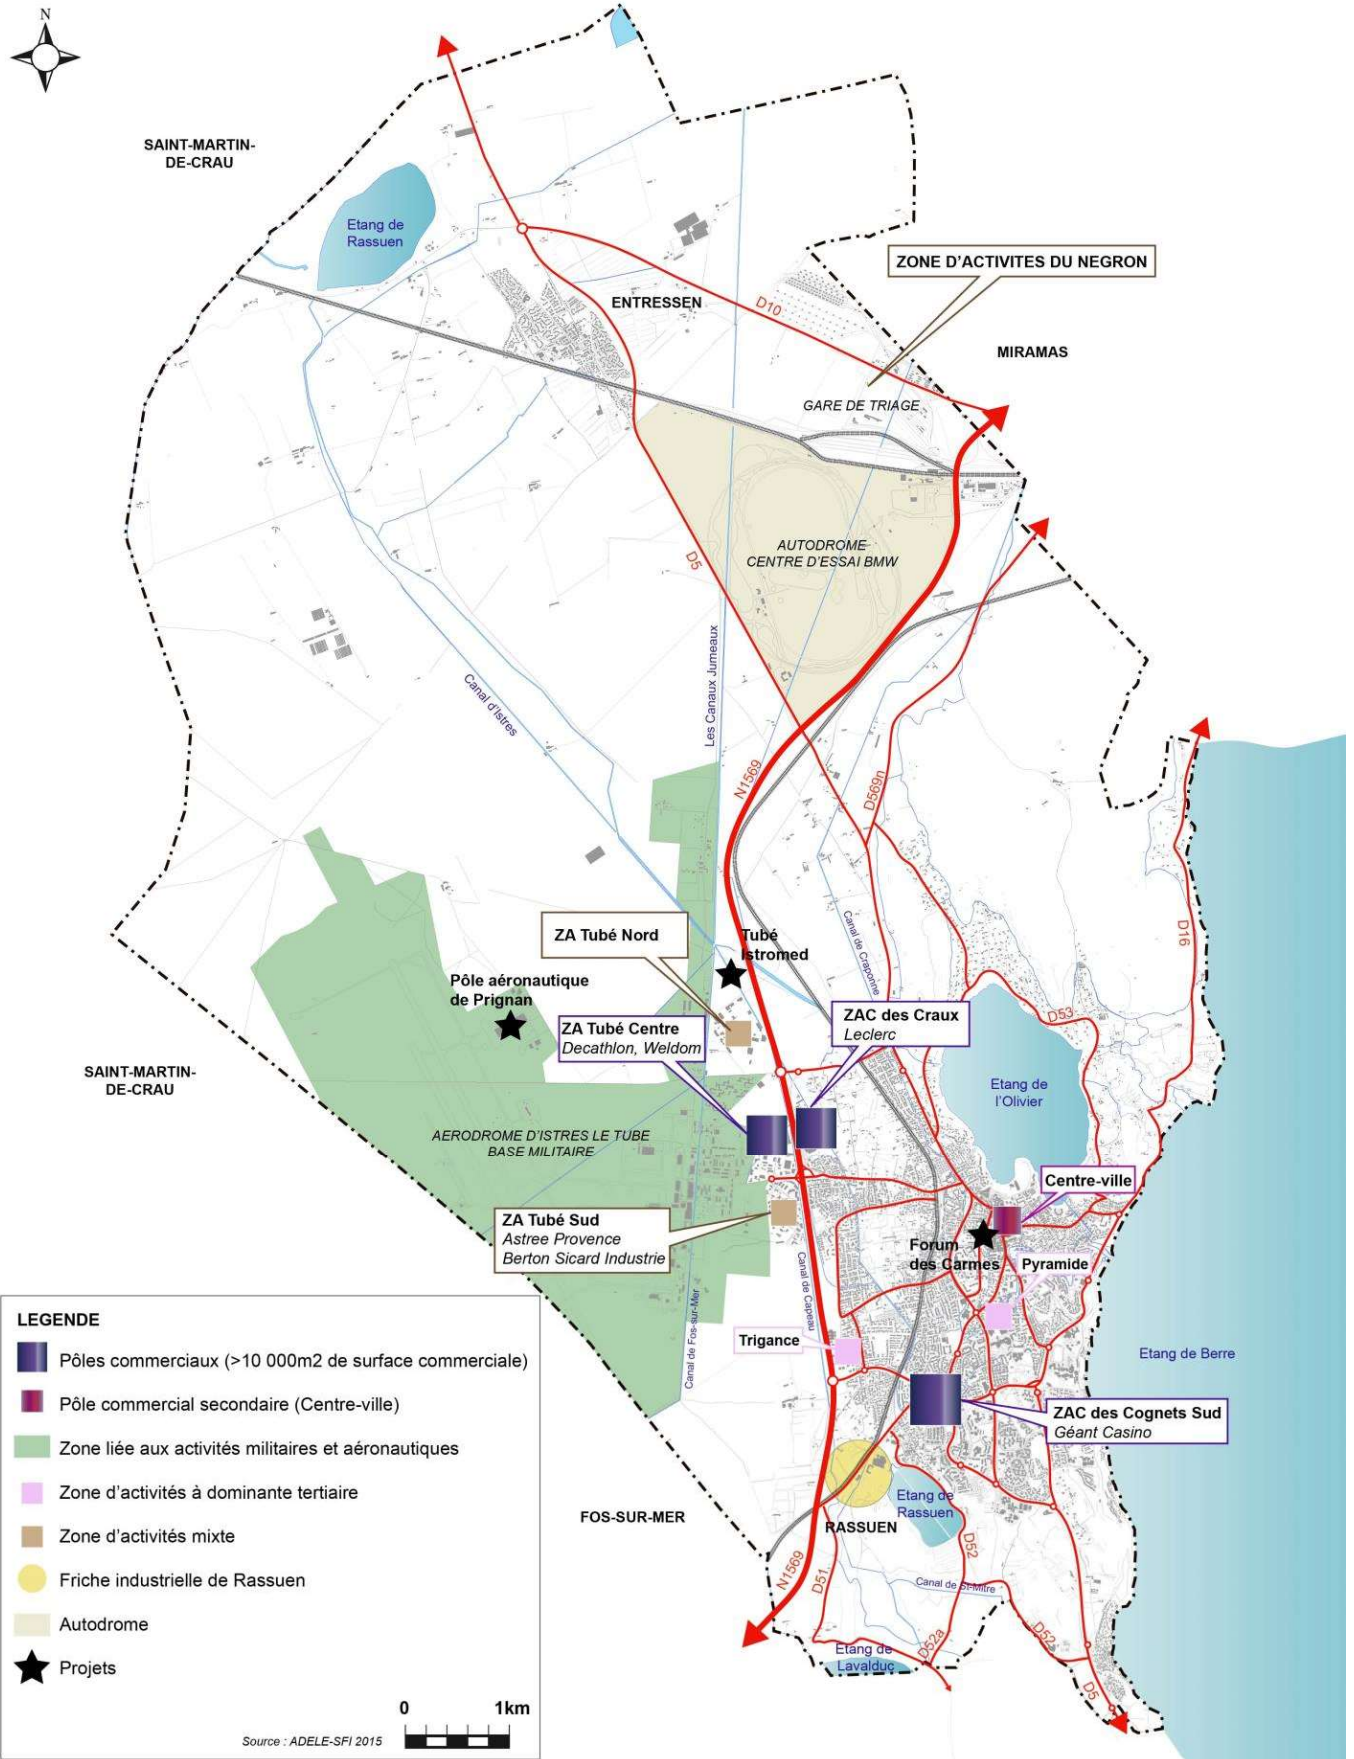 N
SAINT-MARTIN-
DE-CRAU
Etang de
Rassuen
ZONE D'ACTIVITES DU NEGRON
ENTRESSEN
D10
MIRAMAS
GARE DE TRIAGE
AUTODROME
CENTRE D'ESSAI BMW
D5
Les Canaux Jumeaux
Canal d'Istres
N1569
D569n
D16
ZA Tubé Nord
Tubé
Istromed
Canal de Craponne
Pôle aéronautique
de Prignan
ZA Tubé Centre
Decathlon, Weldom
ZAC des Craux
Leclerc
D53
SAINT-MARTIN-
DE-CRAU
Etang de
l'Olivier
AERODROME D'ISTRES LE TUBE
BASE MILITAIRE
Centre-ville
ZA Tubé Sud
Astree Provence
Berton Sicard Industrie
Forum
des Carmes
Pyramide
Canal de Capeau
Canal de Fos-sur-Mer
Trigance
Etang de Berre
ZAC des Cognets Sud
Géant Casino
Etang de
Rassuen
FOS-SUR-MER
RASSUEN
D52
N1569
D51
Canal de St-Mitre
D52a
D52
Etang de
Lavalduc
D5
LEGENDE
Pôles commerciaux (>10 000m2 de surface commerciale)
Pôle commercial secondaire (Centre-ville)
Zone liée aux activités militaires et aéronautiques
Zone d'activités à dominante tertiaire
Zone d'activités mixte
Friche industrielle de Rassuen
Autodrome
Projets
0 1km
Source : ADELE-SFI 2015